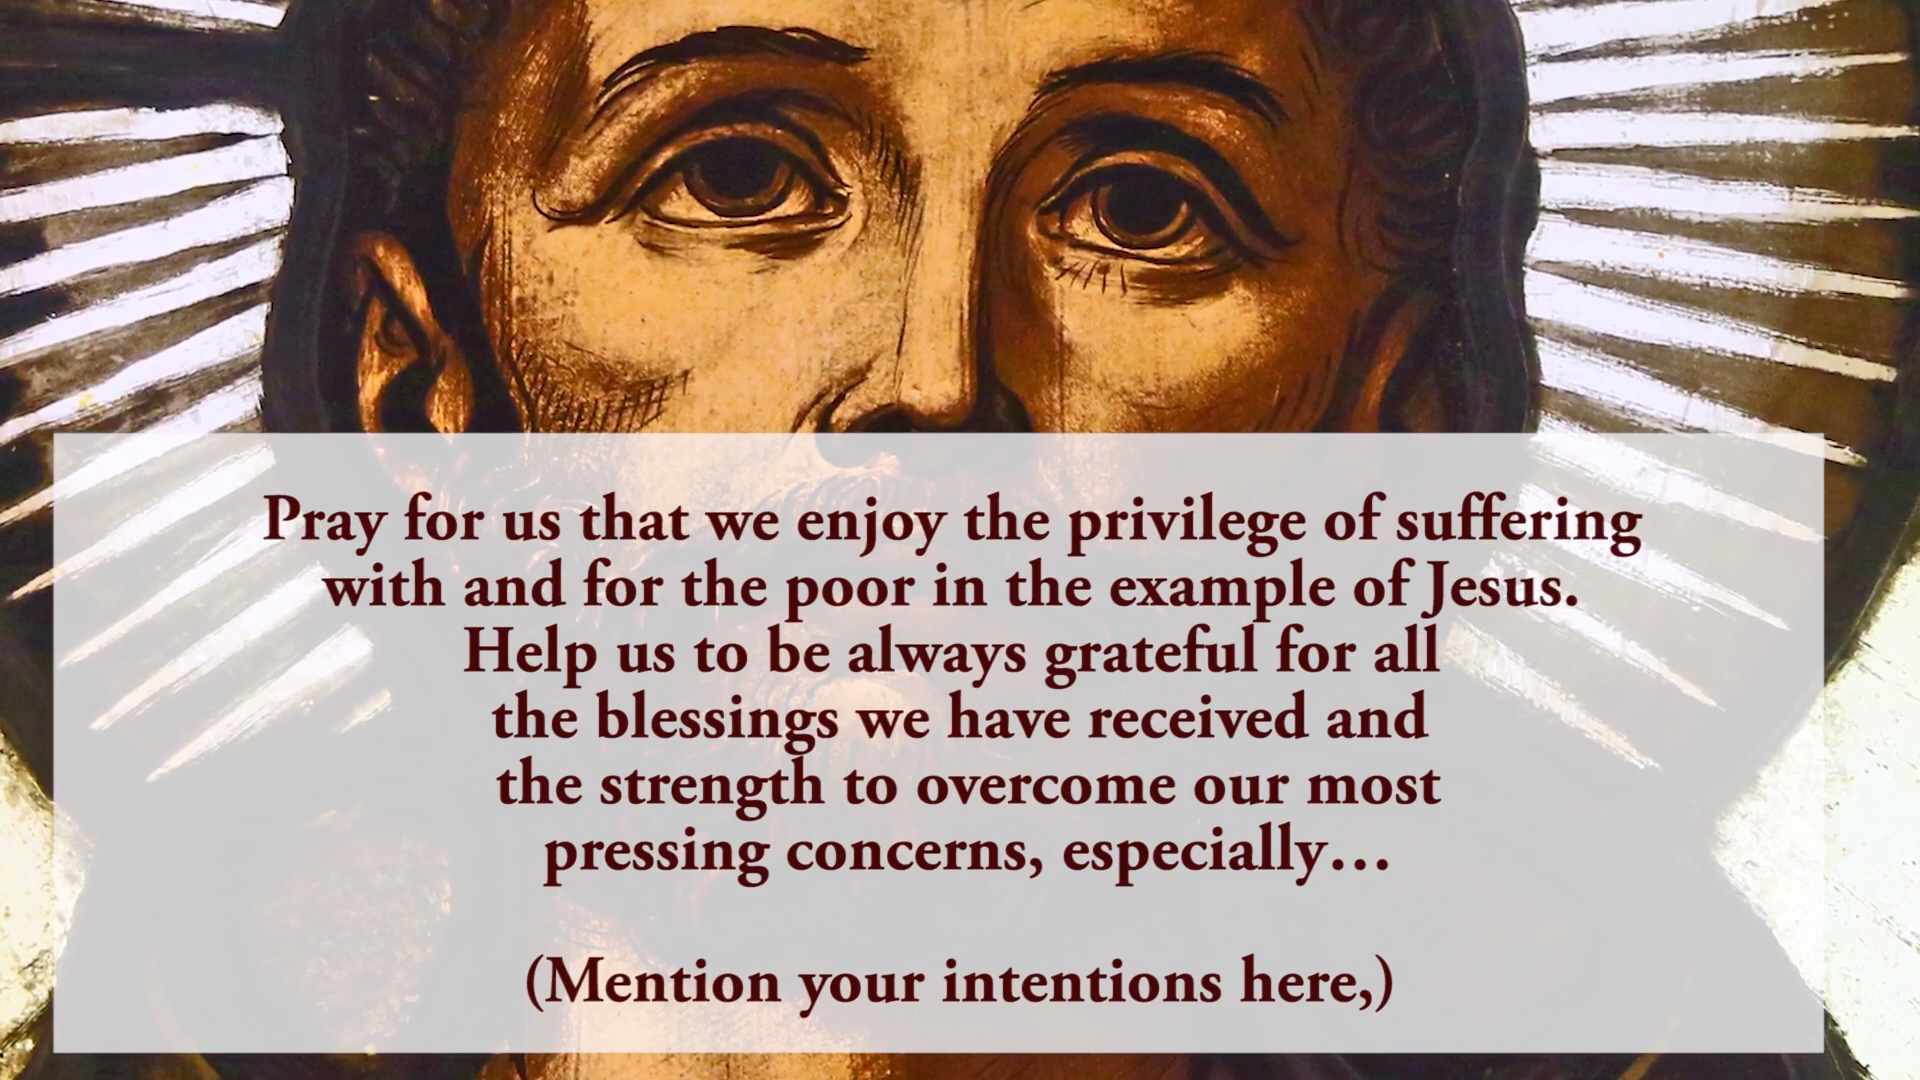 Pray for us that we enjoy the privilege of suffering
with and for the poor in the example of Jesus.
Help us to be always grateful for all
the blessings we have received and
the strength to overcome our most
pressing concerns, especially…
(Mention your intentions here,)